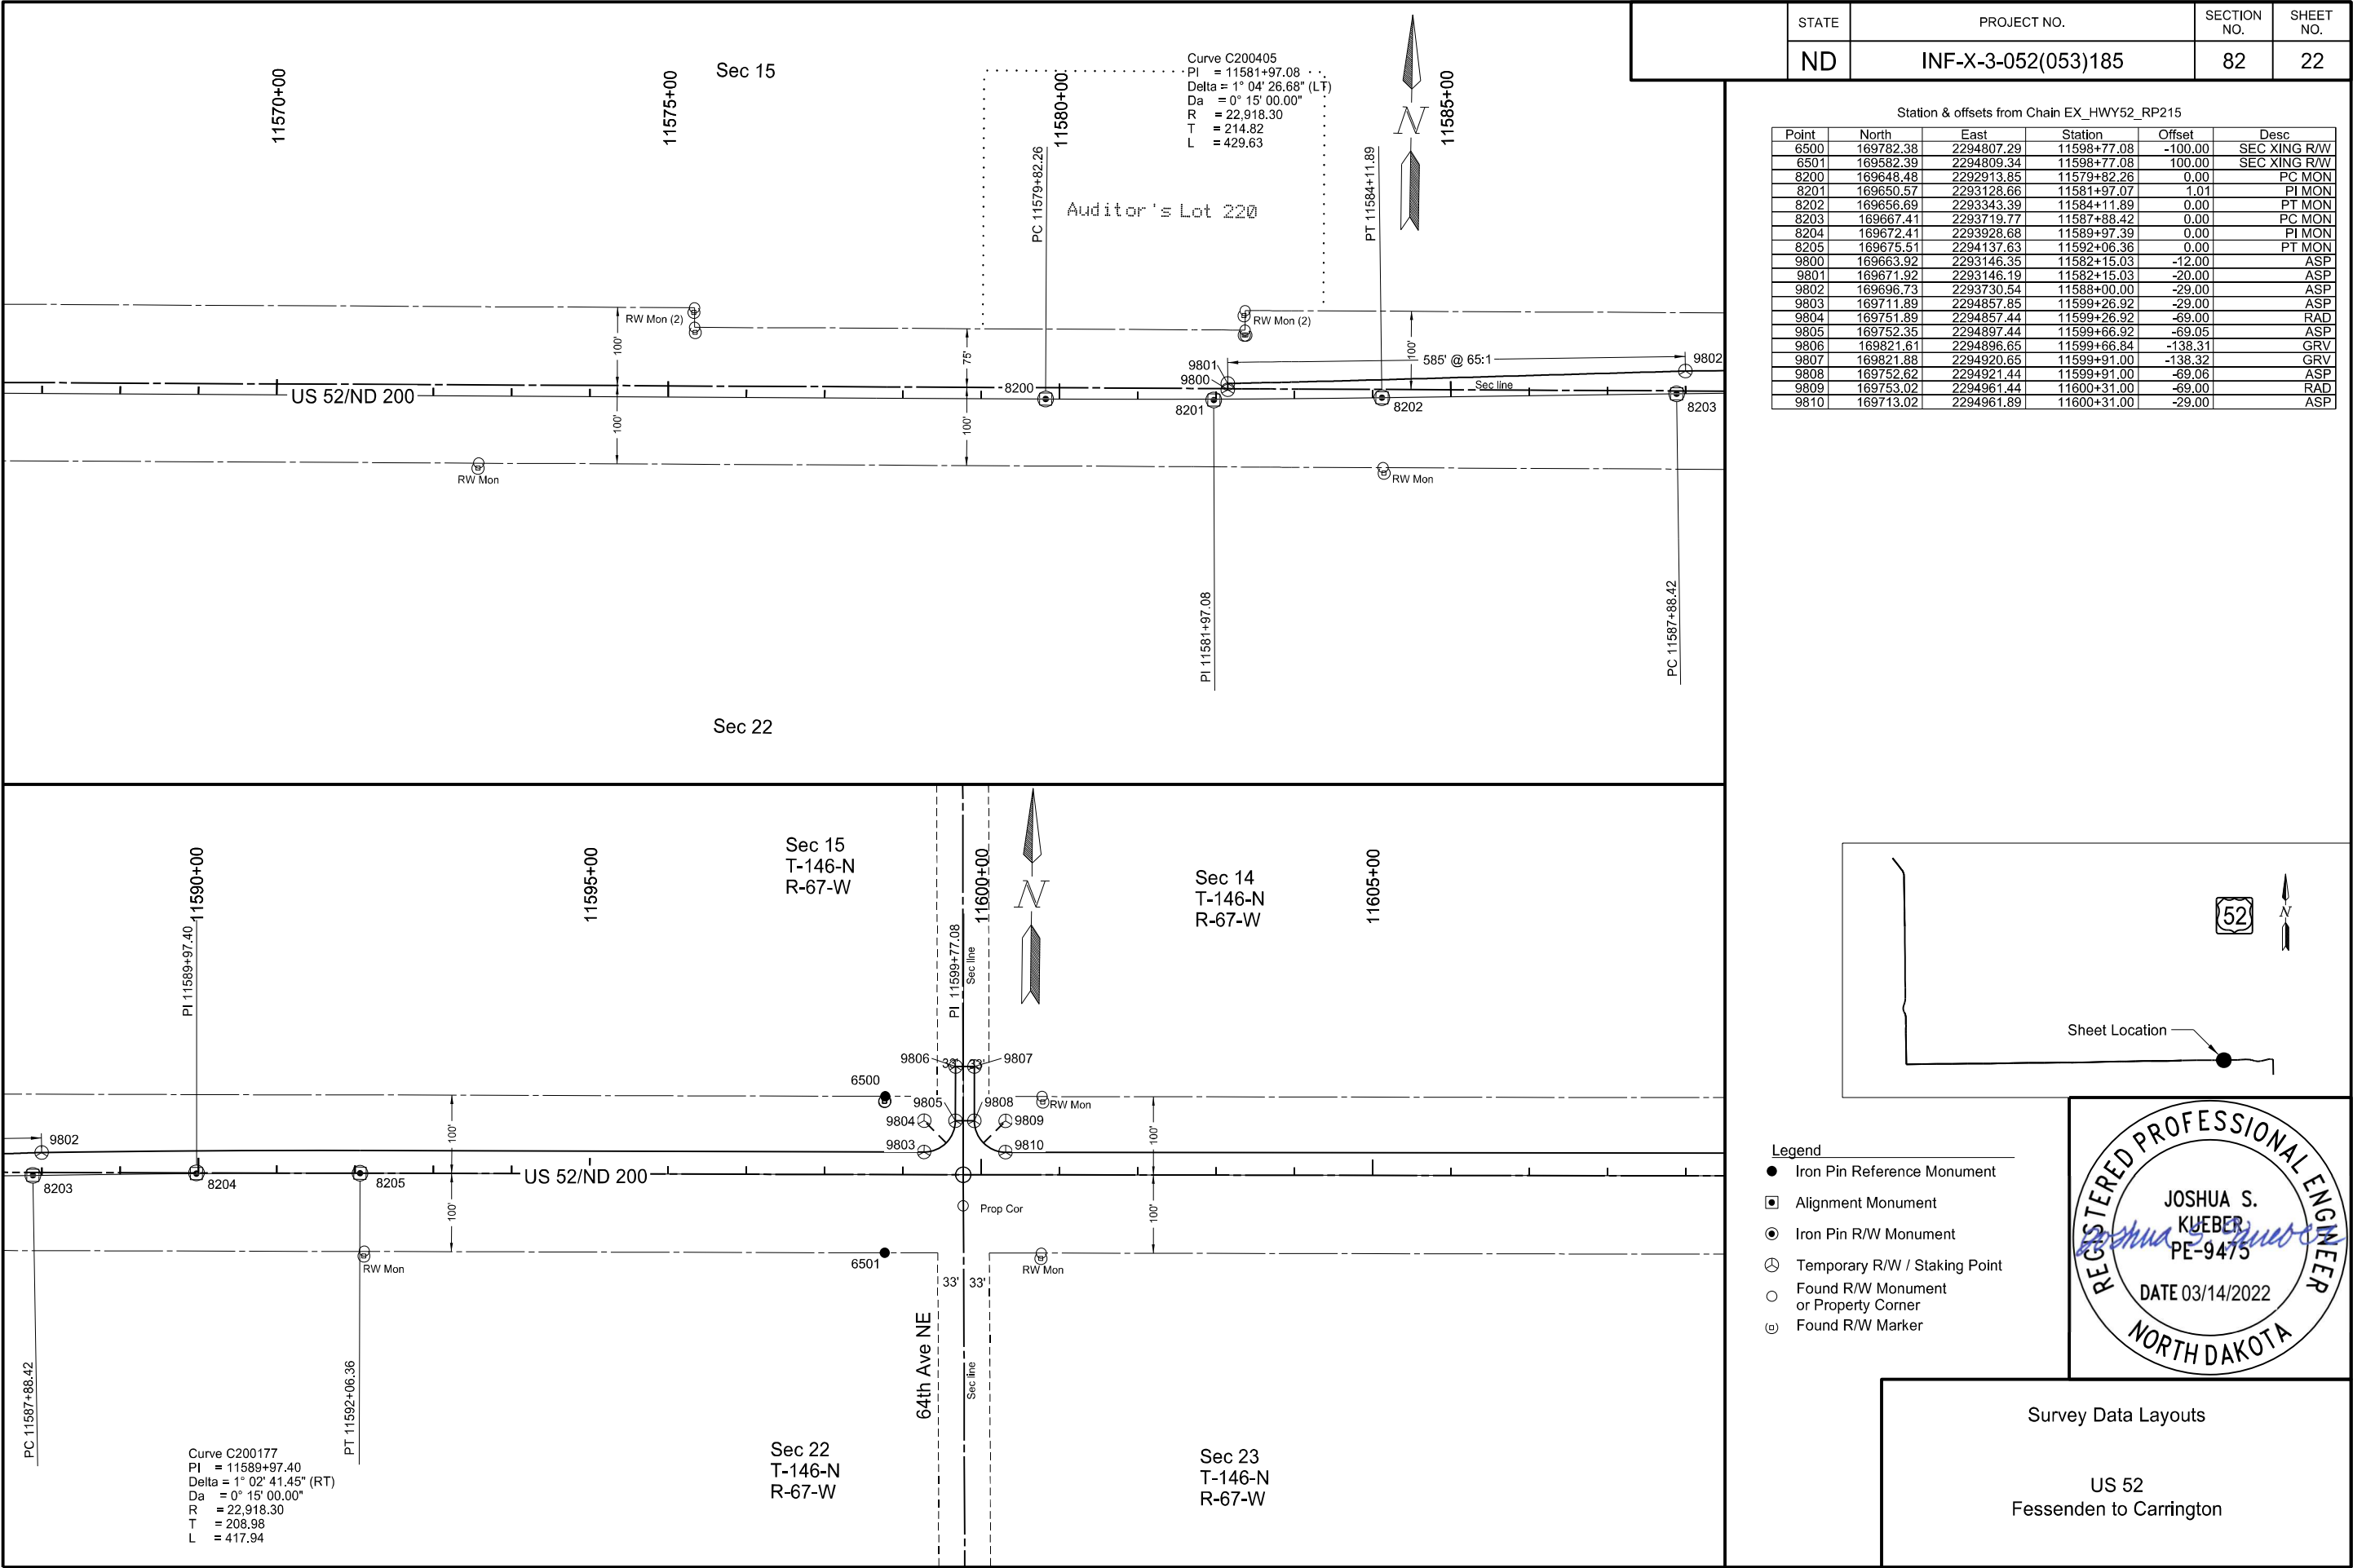 STATE PROJECT NO. SECTION NO. SHEET NO.
ND INF-X-3-052(053)185 82 22
Sec 15
11570+00
11575+00
11580+00
11585+00
Curve C200405
PI = 11581+97.08
Delta = 1° 04' 26.68" (LT)
Da = 0° 15' 00.00"
R = 22,918.30
T = 214.82
L = 429.63
N
PC 11579+82.26
PT 11584+11.89
Auditor's Lot 220
RW Mon (2)
RW Mon (2)
100'
75'
100'
585' @ 65:1
9801
9800
9802
8200
Sec line
US 52/ND 200
8201
8202
8203
100'
100'
RW Mon
RW Mon
PI 11581+97.08
PC 11587+88.42
Sec 22
Station & offsets from Chain EX_HWY52_RP215
Point North East Station Offset Desc
6500 169782.38 2294807.29 11598+77.08 -100.00 SEC XING R/W
6501 169582.39 2294809.34 11598+77.08 100.00 SEC XING R/W
8200 169648.48 2292913.85 11579+82.26 0.00 PC MON
8201 169650.57 2293128.66 11581+97.07 1.01 PI MON
8202 169656.69 2293343.39 11584+11.89 0.00 PT MON
8203 169667.41 2293719.77 11587+88.42 0.00 PC MON
8204 169672.41 2293928.68 11589+97.39 0.00 PI MON
8205 169675.51 2294137.63 11592+06.36 0.00 PT MON
9800 169663.92 2293146.35 11582+15.03 -12.00 ASP
9801 169671.92 2293146.19 11582+15.03 -20.00 ASP
9802 169696.73 2293730.54 11588+00.00 -29.00 ASP
9803 169711.89 2294857.85 11599+26.92 -29.00 ASP
9804 169751.89 2294857.44 11599+26.92 -69.00 RAD
9805 169752.35 2294897.44 11599+66.92 -69.05 ASP
9806 169821.61 2294896.65 11599+66.84 -138.31 GRV
9807 169821.88 2294920.65 11599+91.00 -138.32 GRV
9808 169752.62 2294921.44 11599+91.00 -69.06 ASP
9809 169753.02 2294961.44 11600+31.00 -69.00 RAD
9810 169713.02 2294961.89 11600+31.00 -29.00 ASP
11590+00
11595+00
11600+00
11605+00
Sec 15
T-146-N
R-67-W
N
Sec 14
T-146-N
R-67-W
PI 11589+97.40
PI 11599+77.08
Sec line
9806
33'
33'
9807
6500
9805
9808
RW Mon
9804
9809
9803
9810
9802
100'
100'
8203
8204
8205
US 52/ND 200
100'
100'
Prop Cor
RW Mon
6501
RW Mon
33'
33'
64th Ave NE
Sec line
PC 11587+88.42
PT 11592+06.36
Curve C200177
PI = 11589+97.40
Delta = 1° 02' 41.45" (RT)
Da = 0° 15' 00.00"
R = 22,918.30
T = 208.98
L = 417.94
Sec 22
T-146-N
R-67-W
Sec 23
T-146-N
R-67-W
52
N
Sheet Location
Legend
Iron Pin Reference Monument
Alignment Monument
Iron Pin R/W Monument
Temporary R/W / Staking Point
Found R/W Monument
or Property Corner
Found R/W Marker
REGISTERED PROFESSIONAL ENGINEER
JOSHUA S.
KUEBER
PE-9475
DATE 03/14/2022
NORTH DAKOTA
Survey Data Layouts
US 52
Fessenden to Carrington